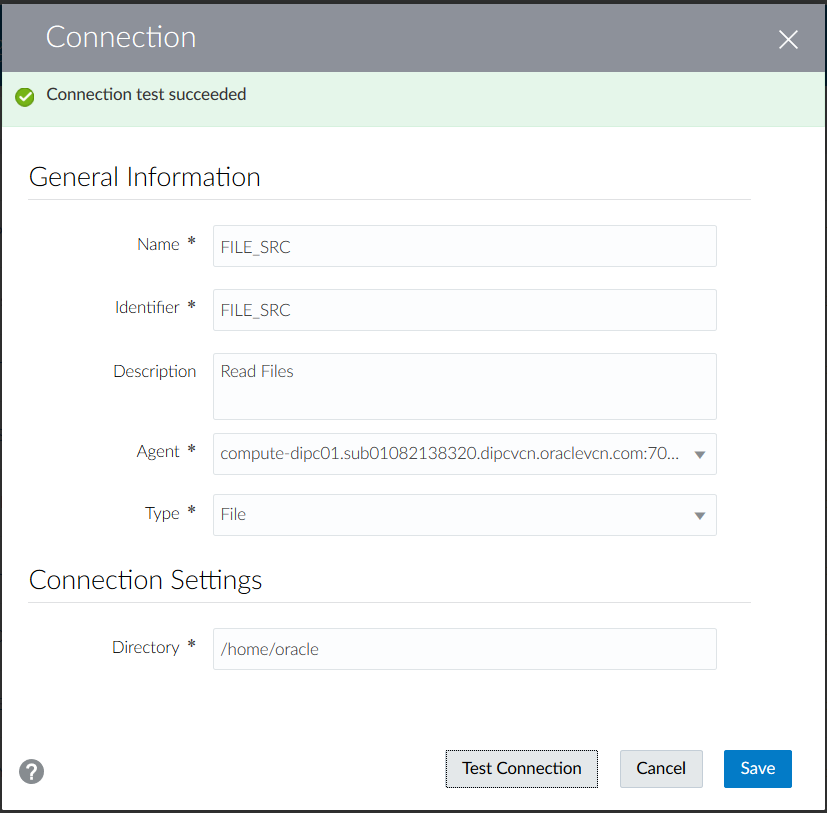 Connection
Connection test succeeded
General Information
Name *
FILE_SRC
Identifier *
FILE_SRC
Description
Read Files
Agent *
compute-dipc01.sub01082138320.dipcvcn.oraclevcn.com:70...
Type *
File
Connection Settings
Directory *
/home/oracle
?
Test Connection
Cancel
Save